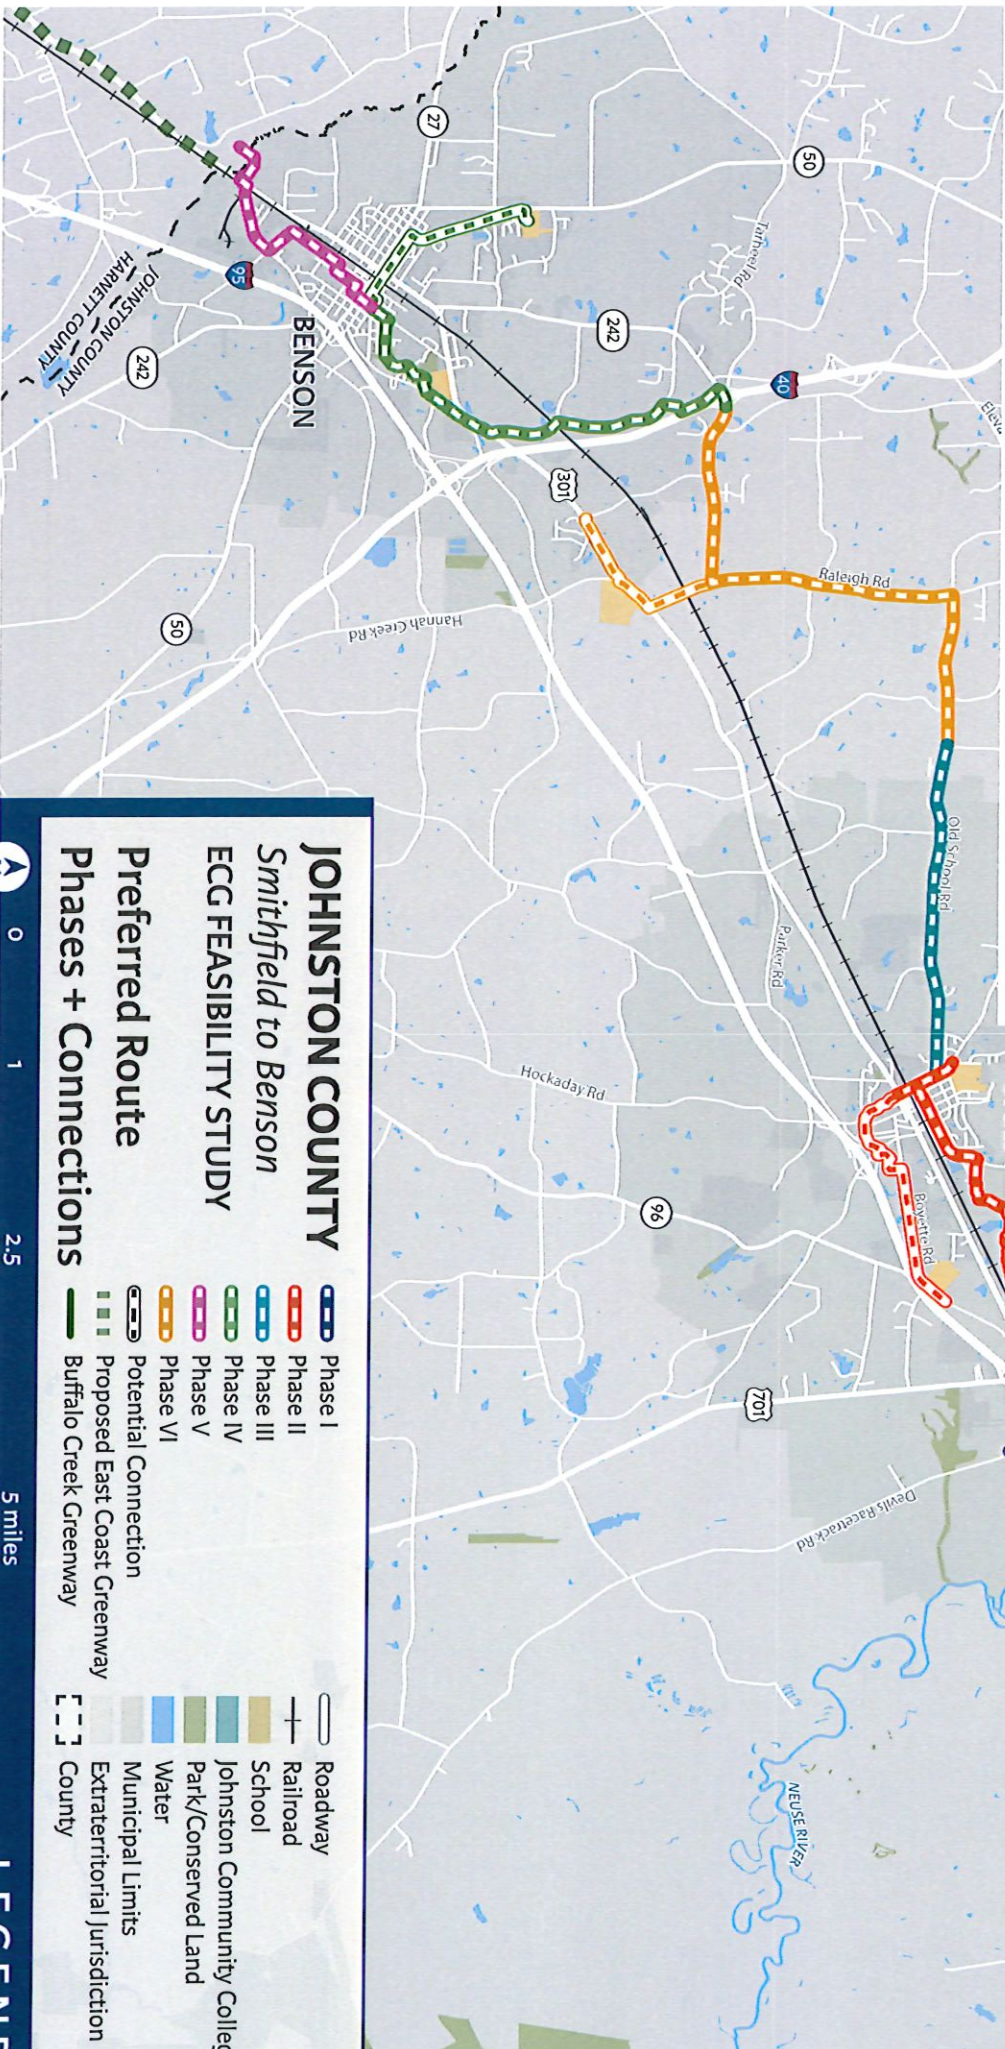 50
27
Tarheel Rd
242
40
95
JOHNSTON COUNTY
HARNETT COUNTY
242
BENSON
301
Raleigh Rd
Hannah Creek Rd
50
Old School Rd
Parker Rd
Hockaday Rd
96
Boyette Rd
701
Devils Racetrack Rd
NEUSE RIVER
JOHNSTON COUNTY
Smithfield to Benson
ECG FEASIBILITY STUDY
Preferred Route
Phases + Connections
Phase I
Phase II
Phase III
Phase IV
Phase V
Phase VI
Potential Connection
Proposed East Coast Greenway
Buffalo Creek Greenway
Roadway
Railroad
School
Johnston Community Colleg
Park/Conserved Land
Water
Municipal Limits
Extraterritorial Jurisdiction
County
0 1 2.5 5 miles